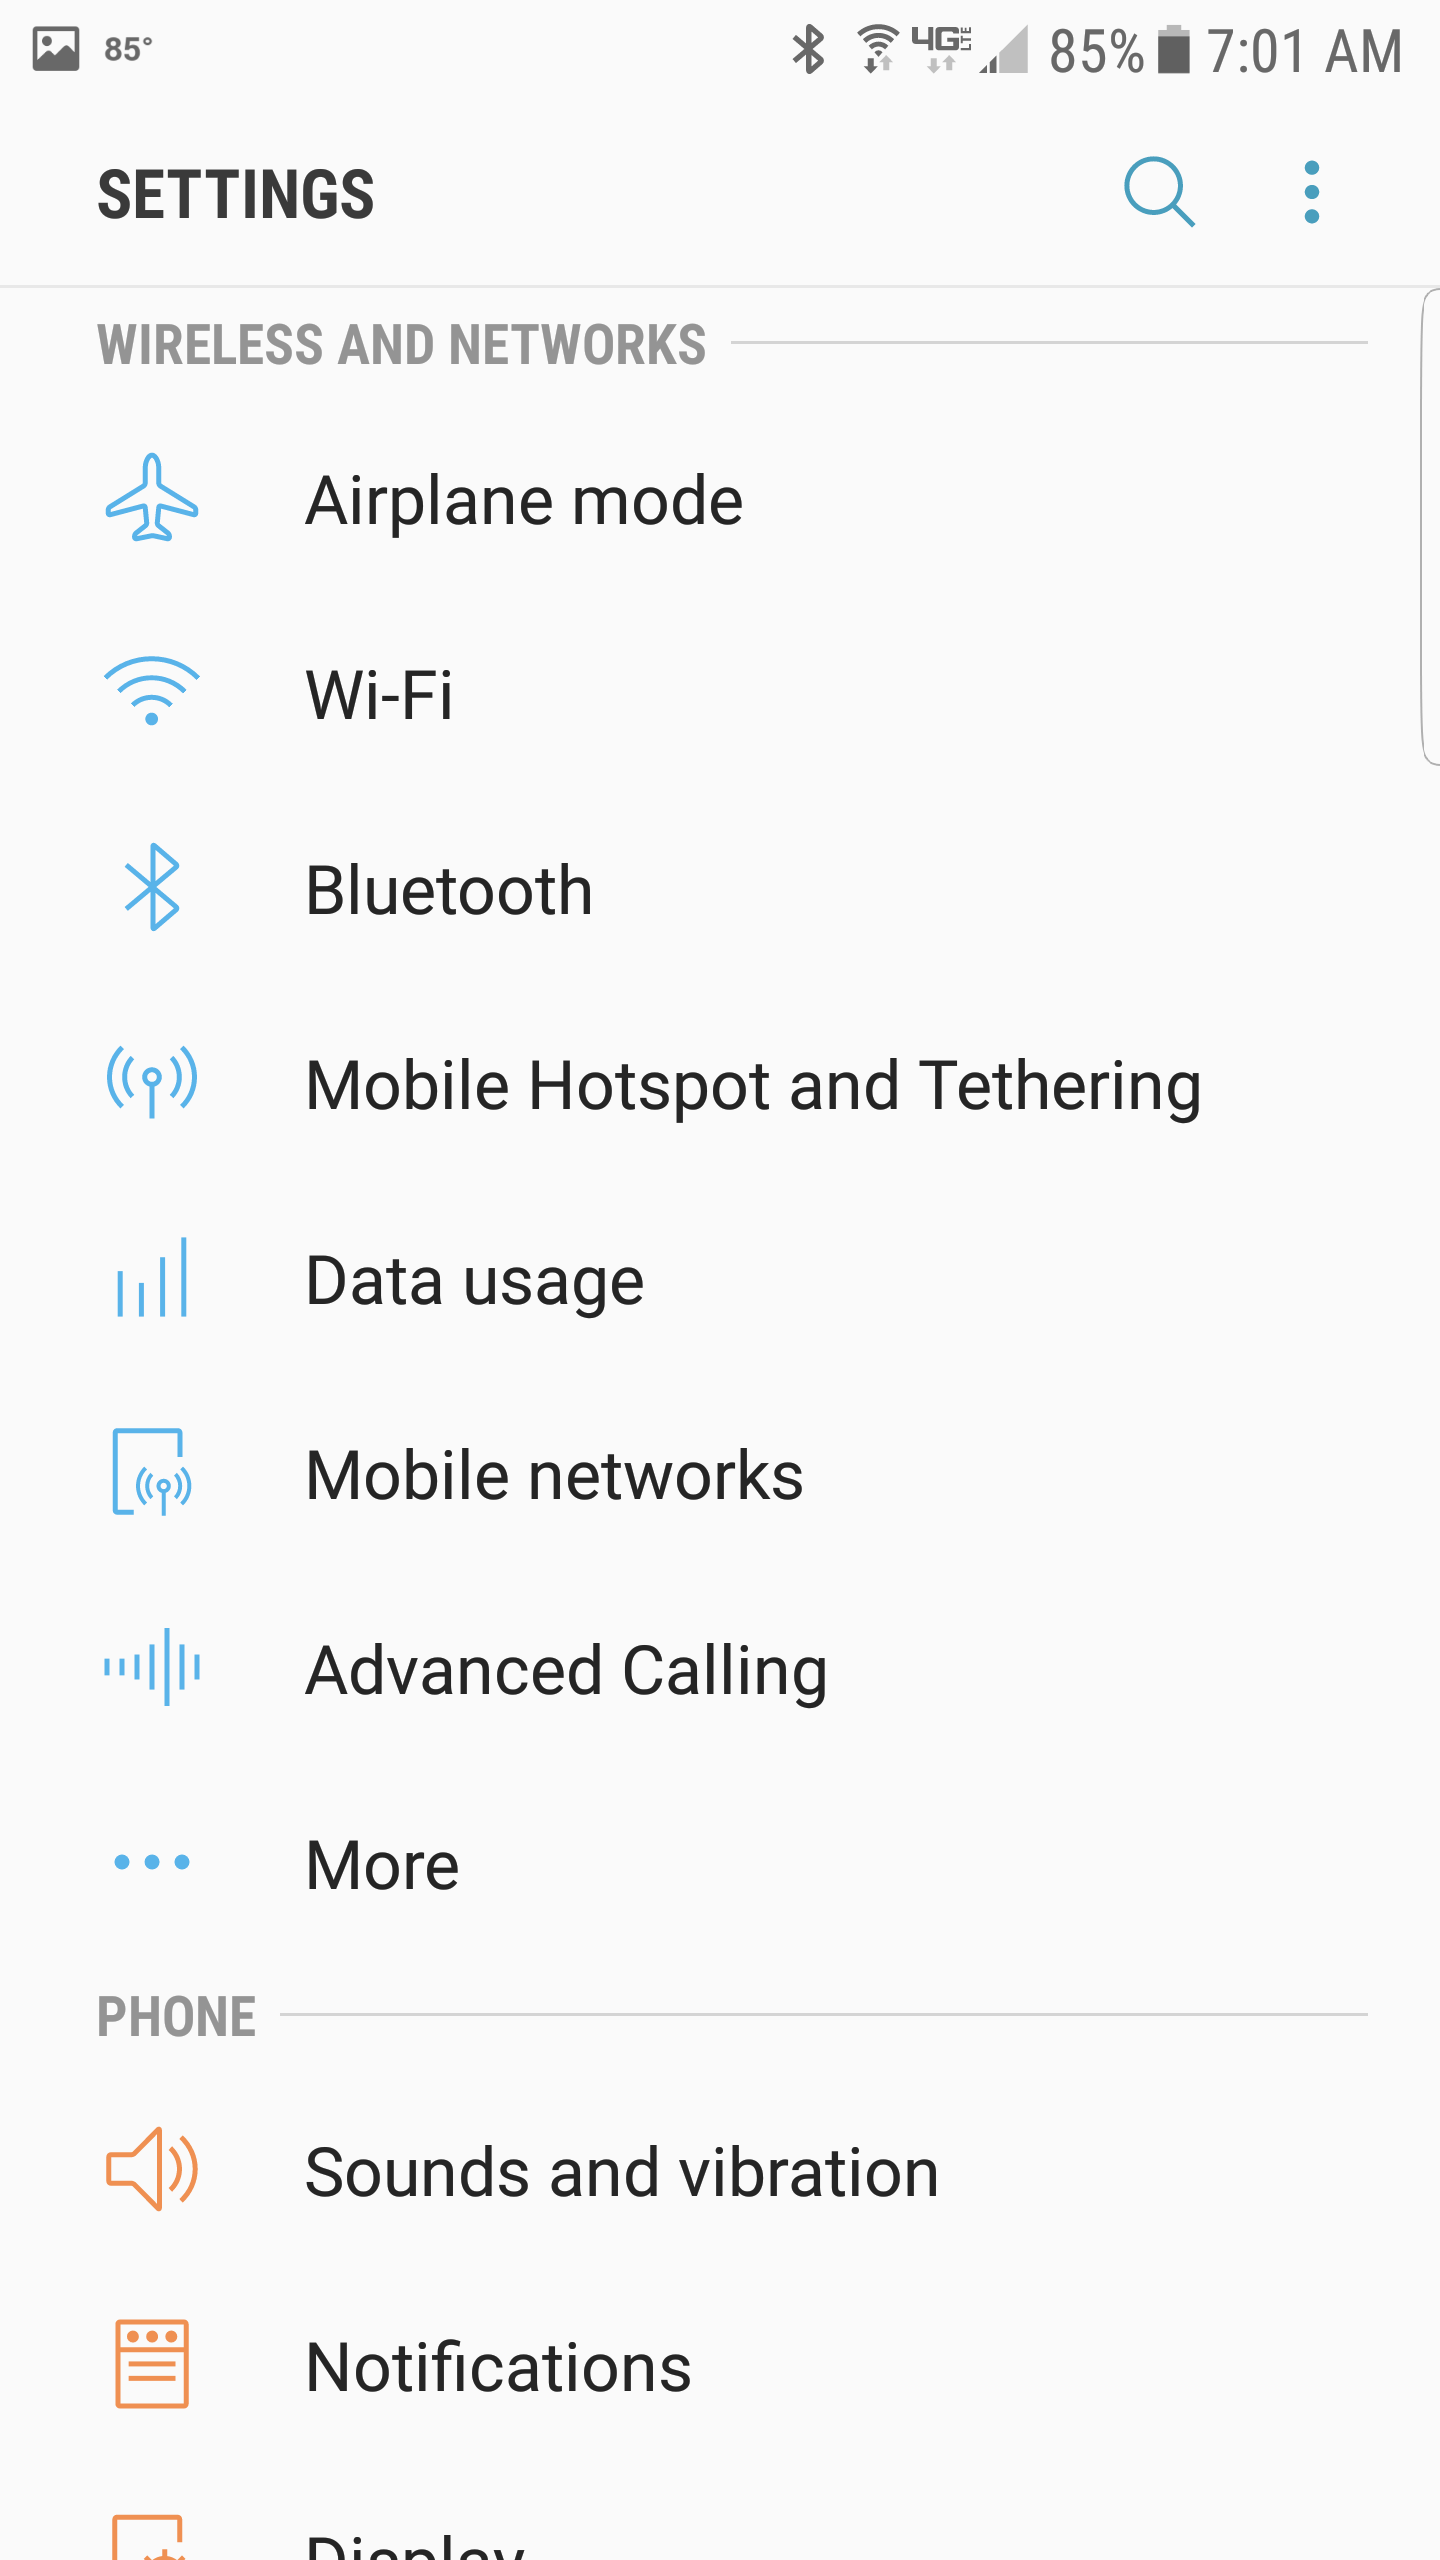 85° 4G LTE 85% 7:01 AM
SETTINGS
WIRELESS AND NETWORKS
Airplane mode
Wi-Fi
Bluetooth
Mobile Hotspot and Tethering
Data usage
Mobile networks
Advanced Calling
More
PHONE
Sounds and vibration
Notifications
Display